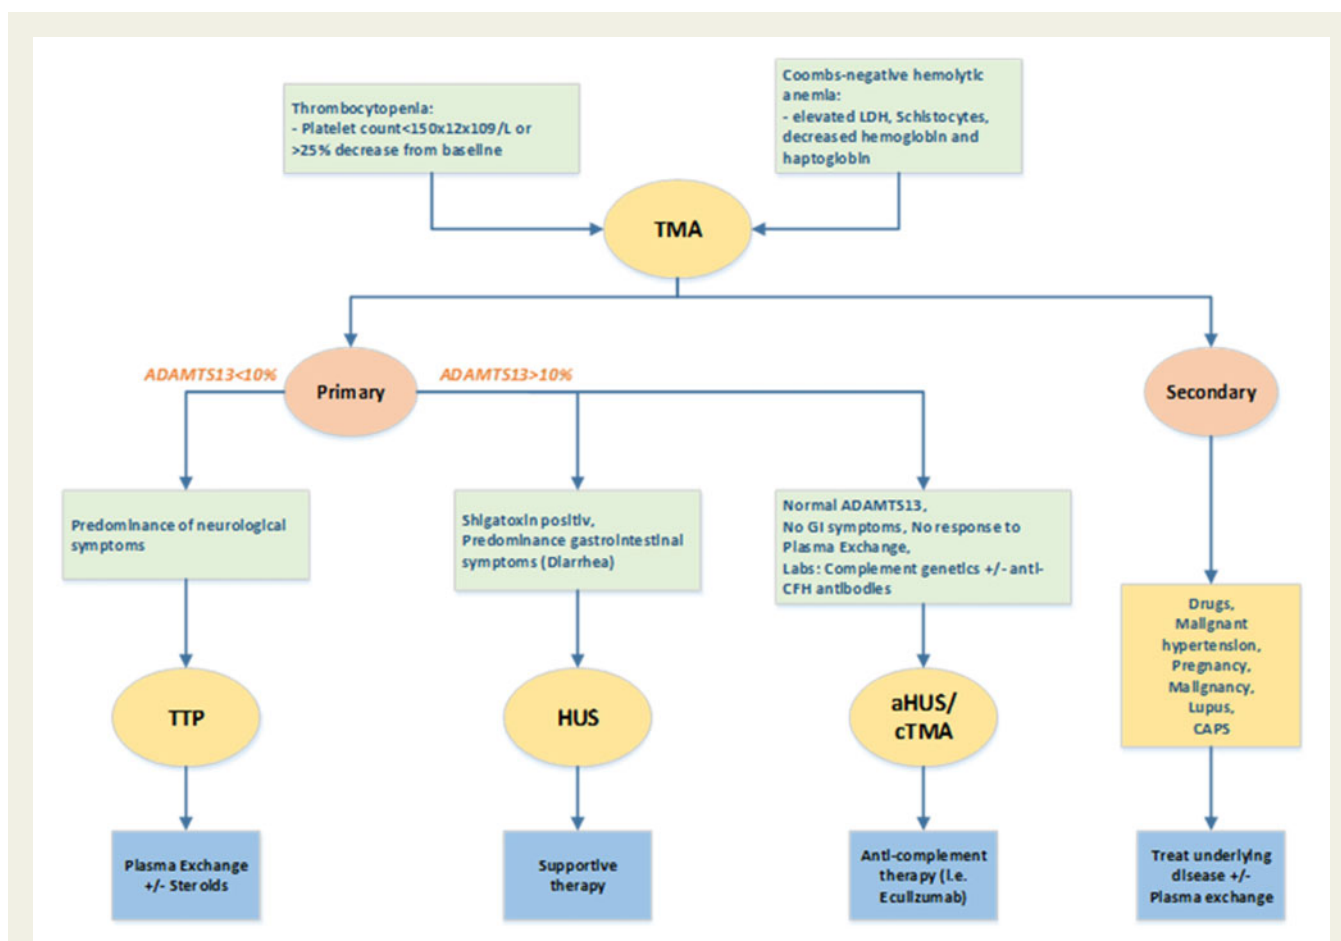 Thrombocytopenia:
- Platelet count<150x12x109/L or
>25% decrease from baseline
Coombs-negative hemolytic
anemia:
- elevated LDH, Schistocytes,
decreased hemoglobin and
haptoglobin
TMA
ADAMTS13<10%
Primary
ADAMTS13>10%
Secondary
Predominance of neurological
symptoms
Shigatoxin positiv,
Predominance gastrointestinal
symptoms (Diarrhea)
Normal ADAMTS13,
No GI symptoms, No response to
Plasma Exchange,
Labs: Complement genetics +/- anti-
CFH antibodies
Drugs,
Malignant
hypertension,
Pregnancy,
Malignancy,
Lupus,
CAPS
TTP
HUS
aHUS/
cTMA
Plasma Exchange
+/- Steroids
Supportive
therapy
Anti-complement
therapy (i.e.
Eculizumab)
Treat underlying
disease +/-
Plasma exchange